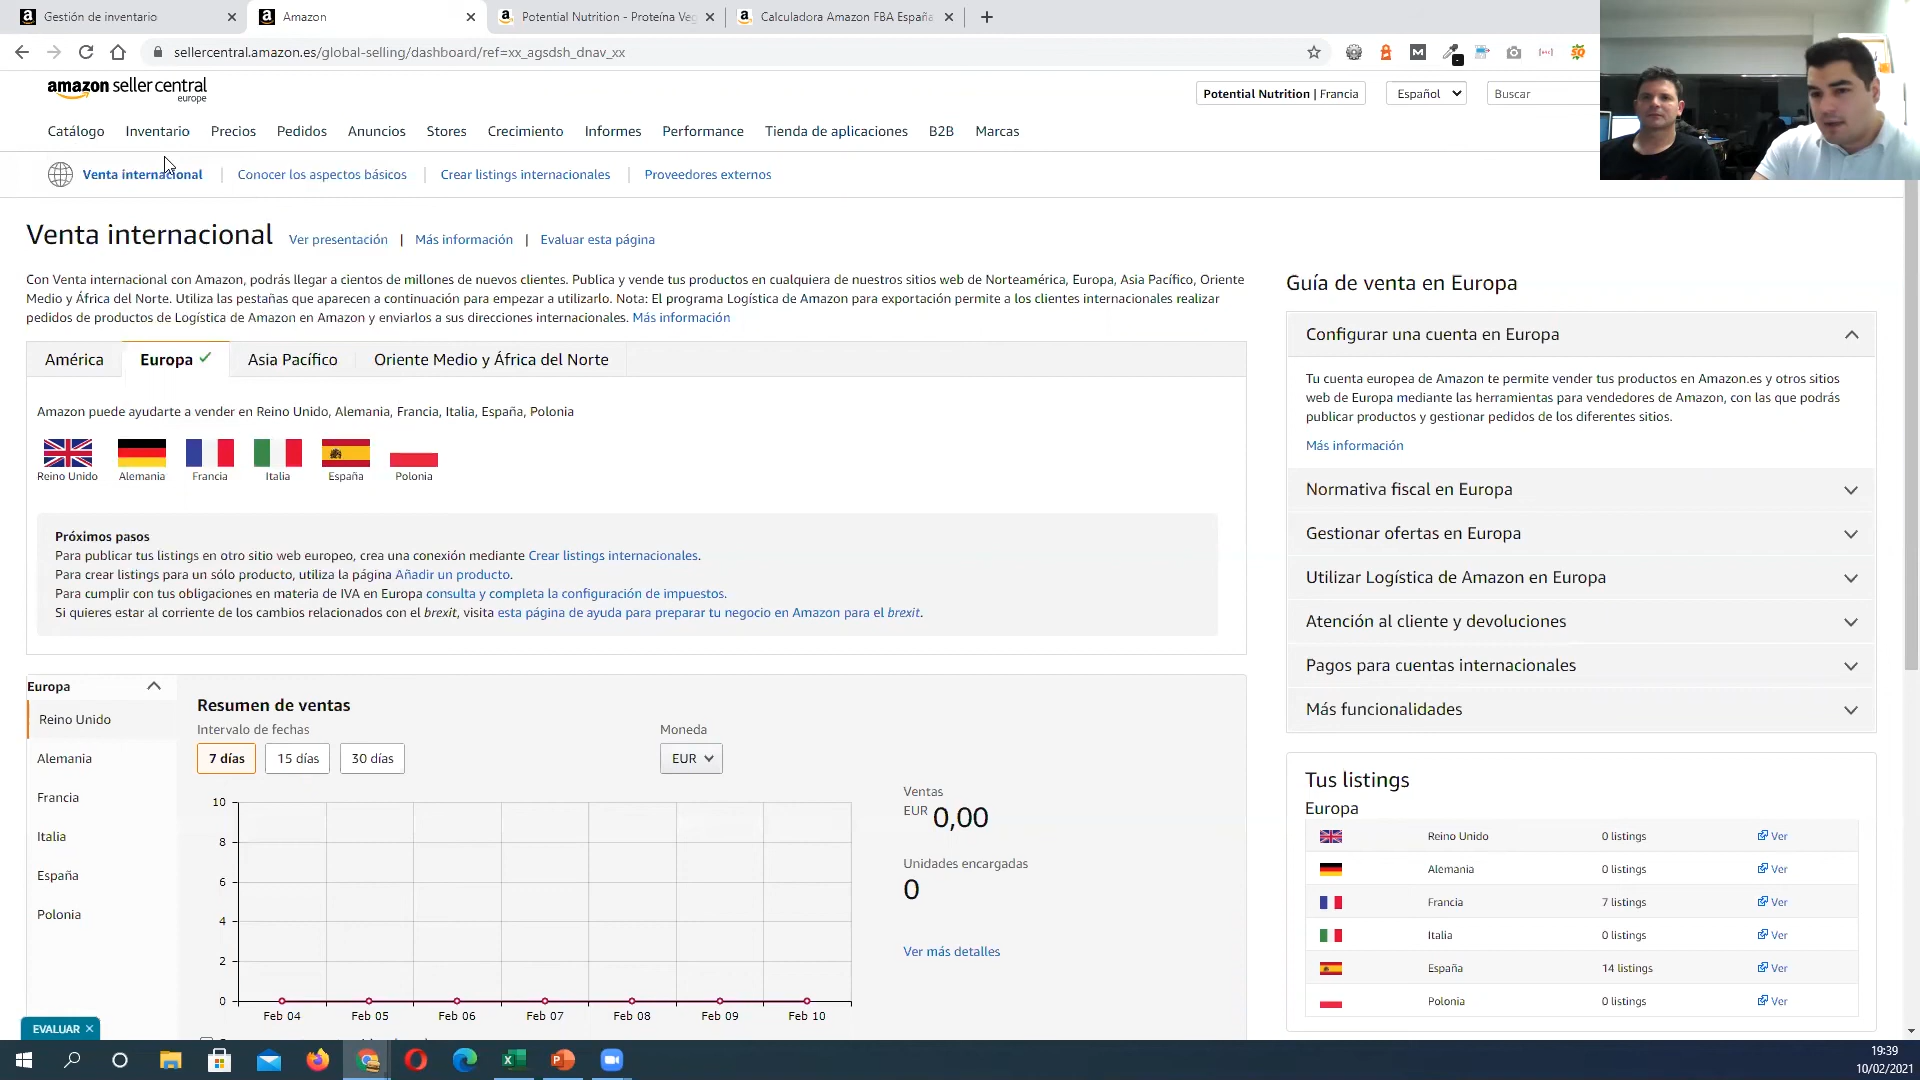 Gestión de inventario
Amazon
Potential Nutrition - Proteína Veg
Calculadora Amazon FBA España
sellercentral.amazon.es/global-selling/dashboard/ref=xx_agsdsh_dnav_xx
amazon seller central
europe
Potential Nutrition | Francia
Español
Buscar
Catálogo Inventario Precios Pedidos Anuncios Stores Crecimiento Informes Performance Tienda de aplicaciones B2B Marcas
Venta internacional Conocer los aspectos básicos Crear listings internacionales Proveedores externos
Venta internacional Ver presentación | Más información | Evaluar esta página
Con Venta internacional con Amazon, podrás llegar a cientos de millones de nuevos clientes. Publica y vende tus productos en cualquiera de nuestros sitios web de Norteamérica, Europa, Asia Pacífico, Oriente
Medio y África del Norte. Utiliza las pestañas que aparecen a continuación para empezar a utilizarlo. Nota: El programa Logística de Amazon para exportación permite a los clientes internacionales realizar
pedidos de productos de Logística de Amazon en Amazon y enviarlos a sus direcciones internacionales. Más información
América Europa Asia Pacífico Oriente Medio y África del Norte
Amazon puede ayudarte a vender en Reino Unido, Alemania, Francia, Italia, España, Polonia
Reino Unido Alemania Francia Italia España Polonia
Próximos pasos
Para publicar tus listings en otro sitio web europeo, crea una conexión mediante Crear listings internacionales.
Para crear listings para un sólo producto, utiliza la página Añadir un producto.
Para cumplir con tus obligaciones en materia de IVA en Europa consulta y completa la configuración de impuestos.
Si quieres estar al corriente de los cambios relacionados con el brexit, visita esta página de ayuda para preparar tu negocio en Amazon para el brexit.
Europa
Reino Unido
Alemania
Francia
Italia
España
Polonia
Resumen de ventas
Intervalo de fechas
7 días 15 días 30 días
Moneda
EUR
10
8
6
4
2
0
Feb 04 Feb 05 Feb 06 Feb 07 Feb 08 Feb 09 Feb 10
Ventas
EUR 0,00
Unidades encargadas
0
Ver más detalles
Guía de venta en Europa
Configurar una cuenta en Europa
Tu cuenta europea de Amazon te permite vender tus productos en Amazon.es y otros sitios
web de Europa mediante las herramientas para vendedores de Amazon, con las que podrás
publicar productos y gestionar pedidos de los diferentes sitios.
Más información
Normativa fiscal en Europa
Gestionar ofertas en Europa
Utilizar Logística de Amazon en Europa
Atención al cliente y devoluciones
Pagos para cuentas internacionales
Más funcionalidades
Tus listings
Europa
Reino Unido 0 listings Ver
Alemania 0 listings Ver
Francia 7 listings Ver
Italia 0 listings Ver
España 14 listings Ver
Polonia 0 listings Ver
EVALUAR
19:39
10/02/2021